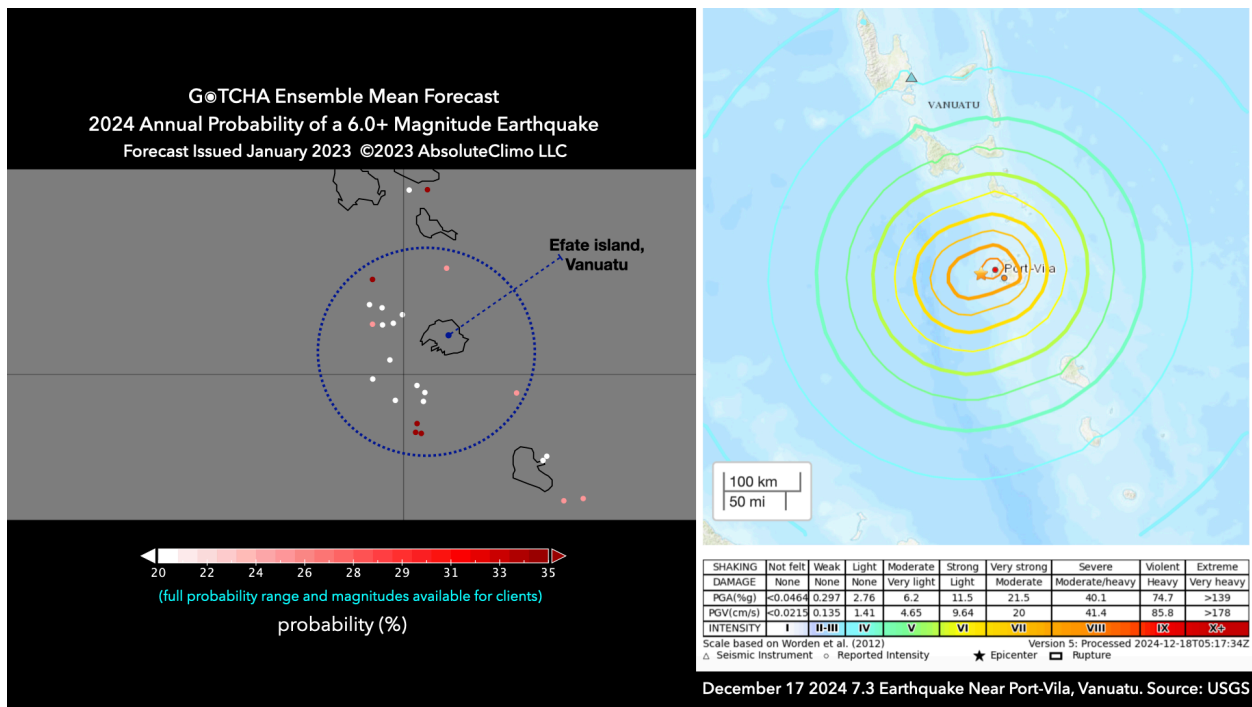 G◉TCHA Ensemble Mean Forecast
2024 Annual Probability of a 6.0+ Magnitude Earthquake
Forecast Issued January 2023 ©2023 AbsoluteClimo LLC
Efate island,
Vanuatu
20 22 24 26 28 29 31 33 35
(full probability range and magnitudes available for clients)
probability (%)
VANUATU
Port-Vila
100 km
50 mi
SHAKING Not felt Weak Light Moderate Strong Very strong Severe Violent Extreme
DAMAGE None None None Very light Light Moderate Moderate/heavy Heavy Very heavy
PGA(%g) <0.0464 0.297 2.76 6.2 11.5 21.5 40.1 74.7 >139
PGV(cm/s) <0.0215 0.135 1.41 4.65 9.64 20 41.4 85.8 >178
INTENSITY I II-III IV V VI VII VIII IX X+
Scale based on Worden et al. (2012) Version 5: Processed 2024-12-18T05:17:34Z
△ Seismic Instrument ○ Reported Intensity ★ Epicenter Rupture
December 17 2024 7.3 Earthquake Near Port-Vila, Vanuatu. Source: USGS